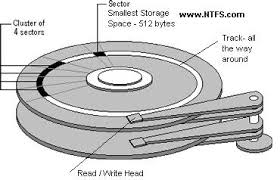 Sector
Smallest Storage
Space - 512 bytes
www.NTFS.com
Cluster of
4 sectors
Track- all
the way
around
Read / Write Head